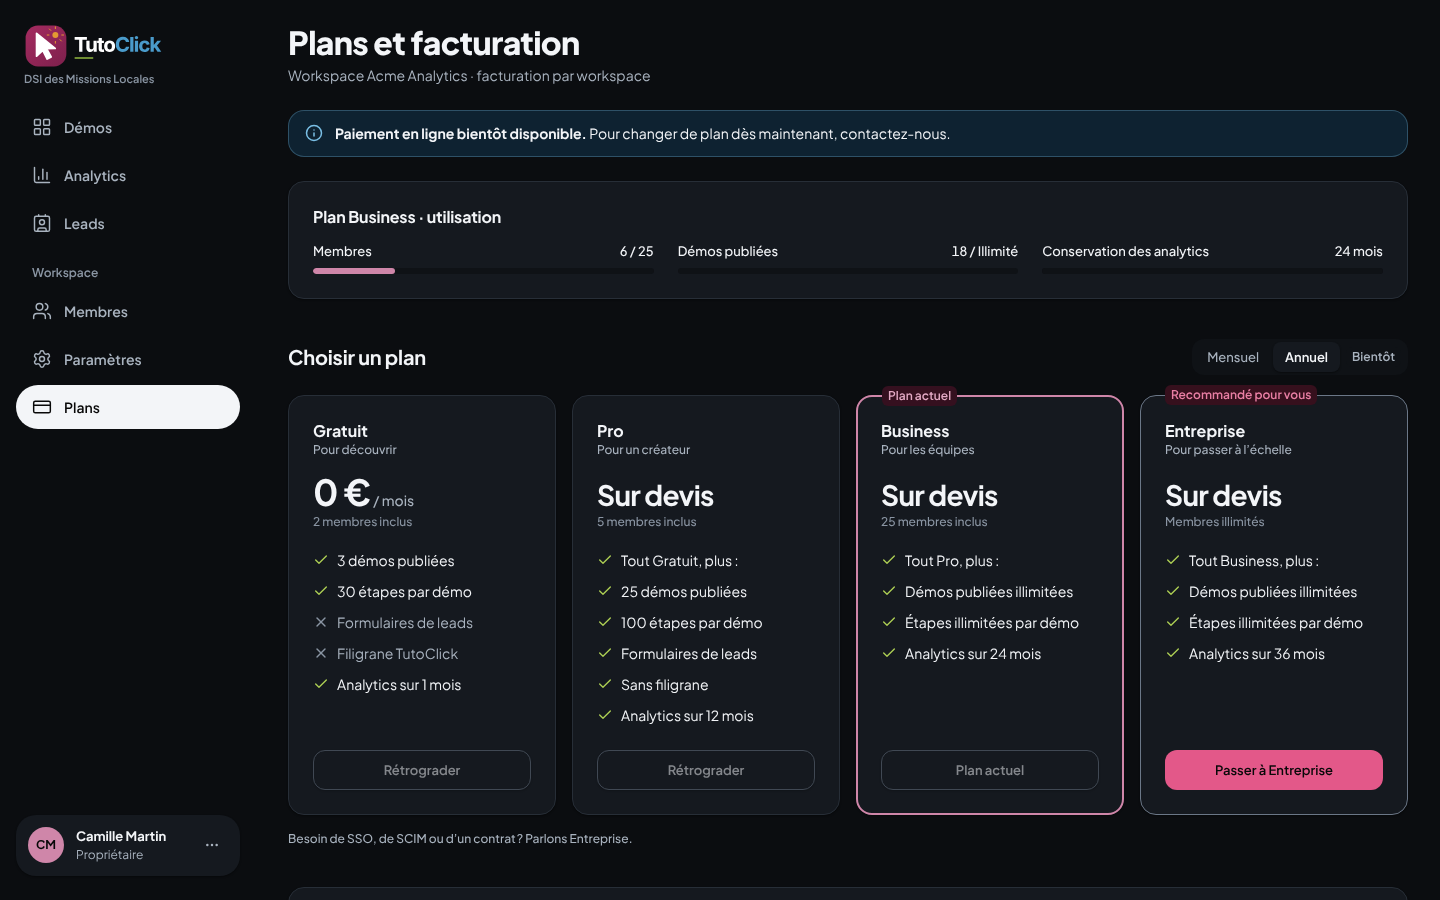 TutoClick
DSI des Missions Locales
Démos
Analytics
Leads
Workspace
Membres
Paramètres
Plans
CM
Camille Martin
Propriétaire
Plans et facturation
Workspace Acme Analytics · facturation par workspace
Paiement en ligne bientôt disponible. Pour changer de plan dès maintenant, contactez-nous.
Plan Business · utilisation
Membres 6 / 25
Démos publiées 18 / Illimité
Conservation des analytics 24 mois
Choisir un plan
Mensuel Annuel Bientôt
Gratuit
Pour découvrir
0 € / mois
2 membres inclus
3 démos publiées
30 étapes par démo
Formulaires de leads
Filigrane TutoClick
Analytics sur 1 mois
Rétrograder
Pro
Pour un créateur
Sur devis
5 membres inclus
Tout Gratuit, plus :
25 démos publiées
100 étapes par démo
Formulaires de leads
Sans filigrane
Analytics sur 12 mois
Rétrograder
Plan actuel
Business
Pour les équipes
Sur devis
25 membres inclus
Tout Pro, plus :
Démos publiées illimitées
Étapes illimitées par démo
Analytics sur 24 mois
Plan actuel
Recommandé pour vous
Entreprise
Pour passer à l'échelle
Sur devis
Membres illimités
Tout Business, plus :
Démos publiées illimitées
Étapes illimitées par démo
Analytics sur 36 mois
Passer à Entreprise
Besoin de SSO, de SCIM ou d'un contrat ? Parlons Entreprise.